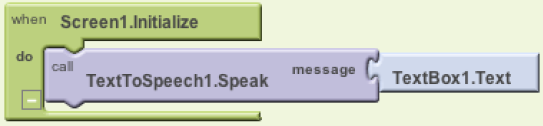 when Screen1.Initialize
do
call TextToSpeech1.Speak message TextBox1.Text